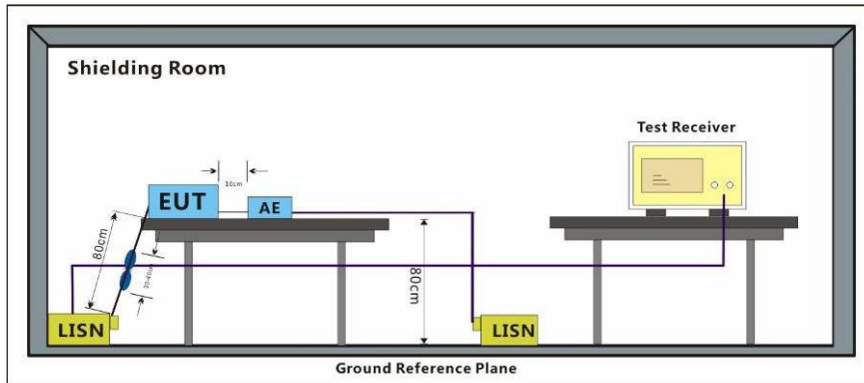 Shielding Room
Test Receiver
10cm
EUT
AE
80cm
80cm
LISN
LISN
Ground Reference Plane